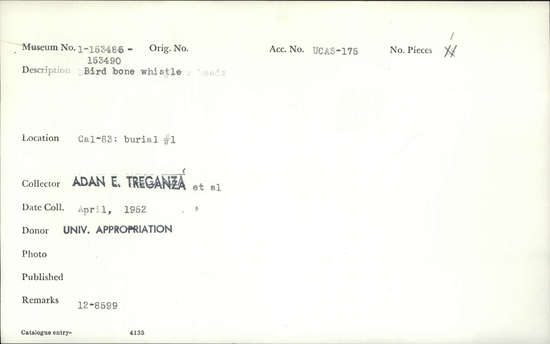 Museum No. 1-153486 - Orig. No. Acc. No. UCAS-175 No. Pieces 1
153490
Description Bird bone whistle
Location Cal-83: burial #1
Collector ADAN E. TREGANZA et al
Date Coll. April, 1952
Donor UNIV. APPROPRIATION
Photo
Published
Remarks 12-8599
Catalogue entry- 4135